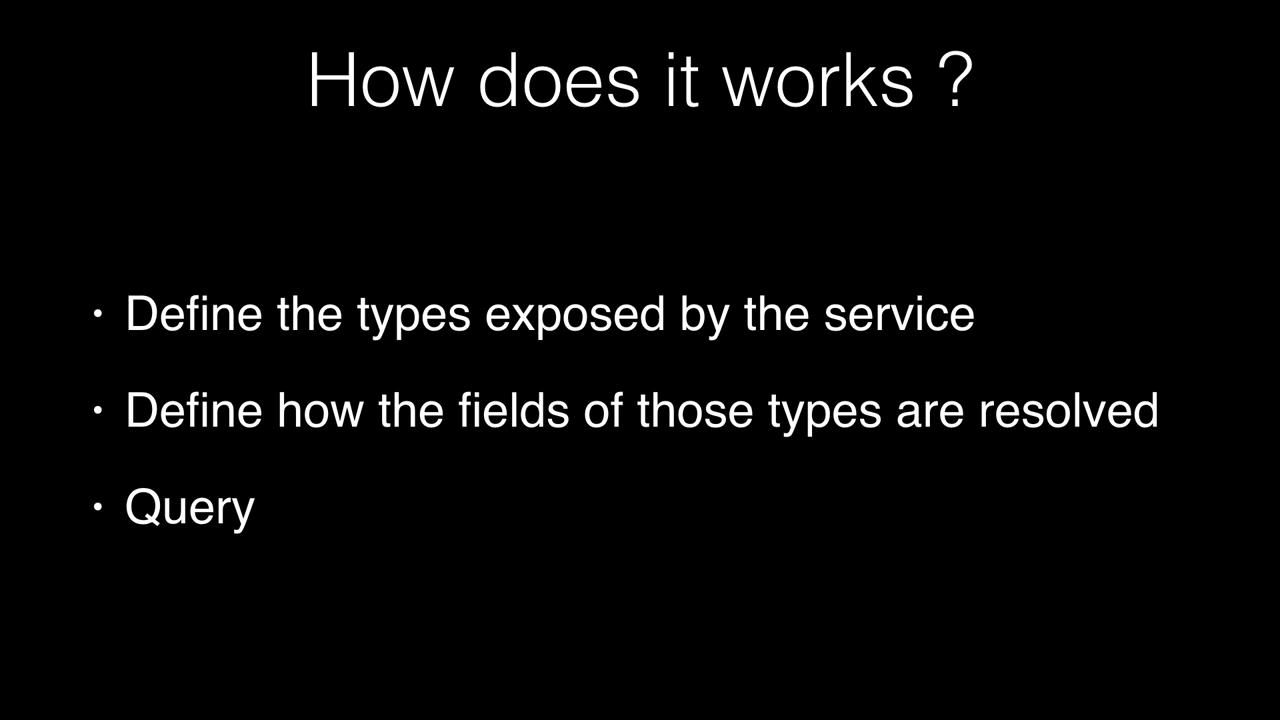 How does it works ?
• Define the types exposed by the service
• Define how the fields of those types are resolved
• Query